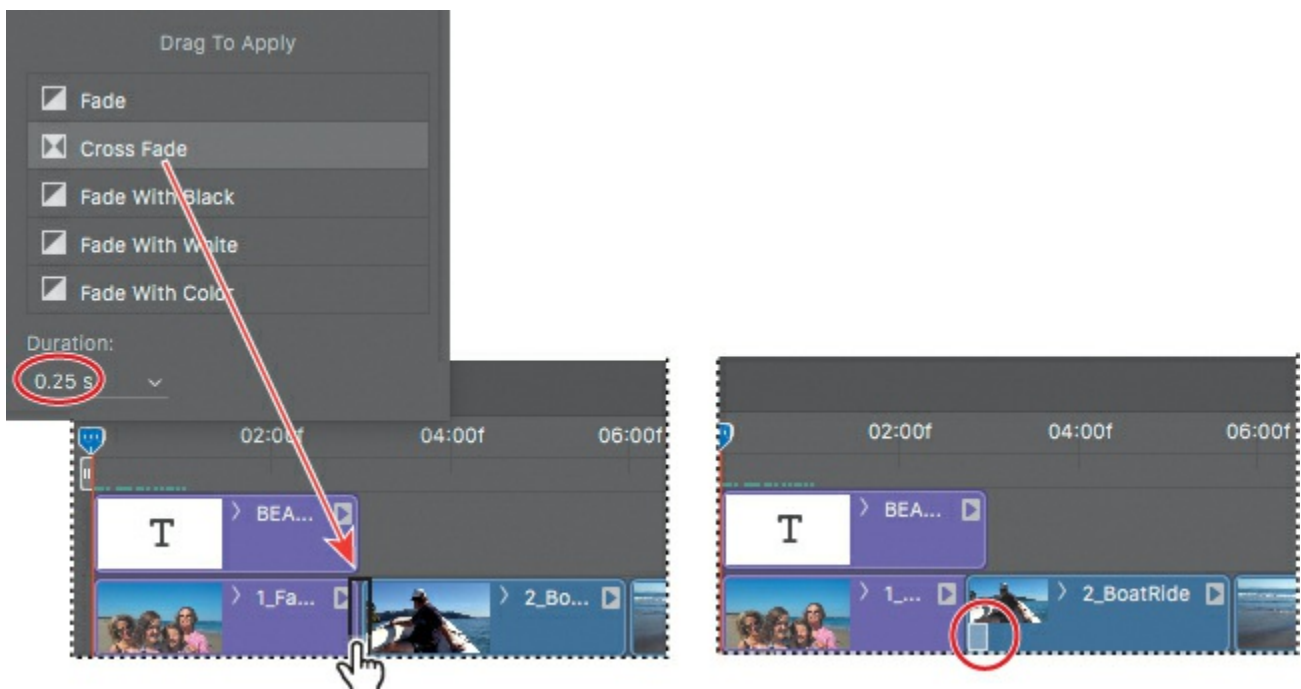 Drag To Apply
Fade
Cross Fade
Fade With Black
Fade With White
Fade With Color
Duration:
0.25 s
02:00f 04:00f 06:00f
T BEA...
1_Fa... 2_Bo...
02:00f 04:00f 06:00f
T BEA...
1_... 2_BoatRide